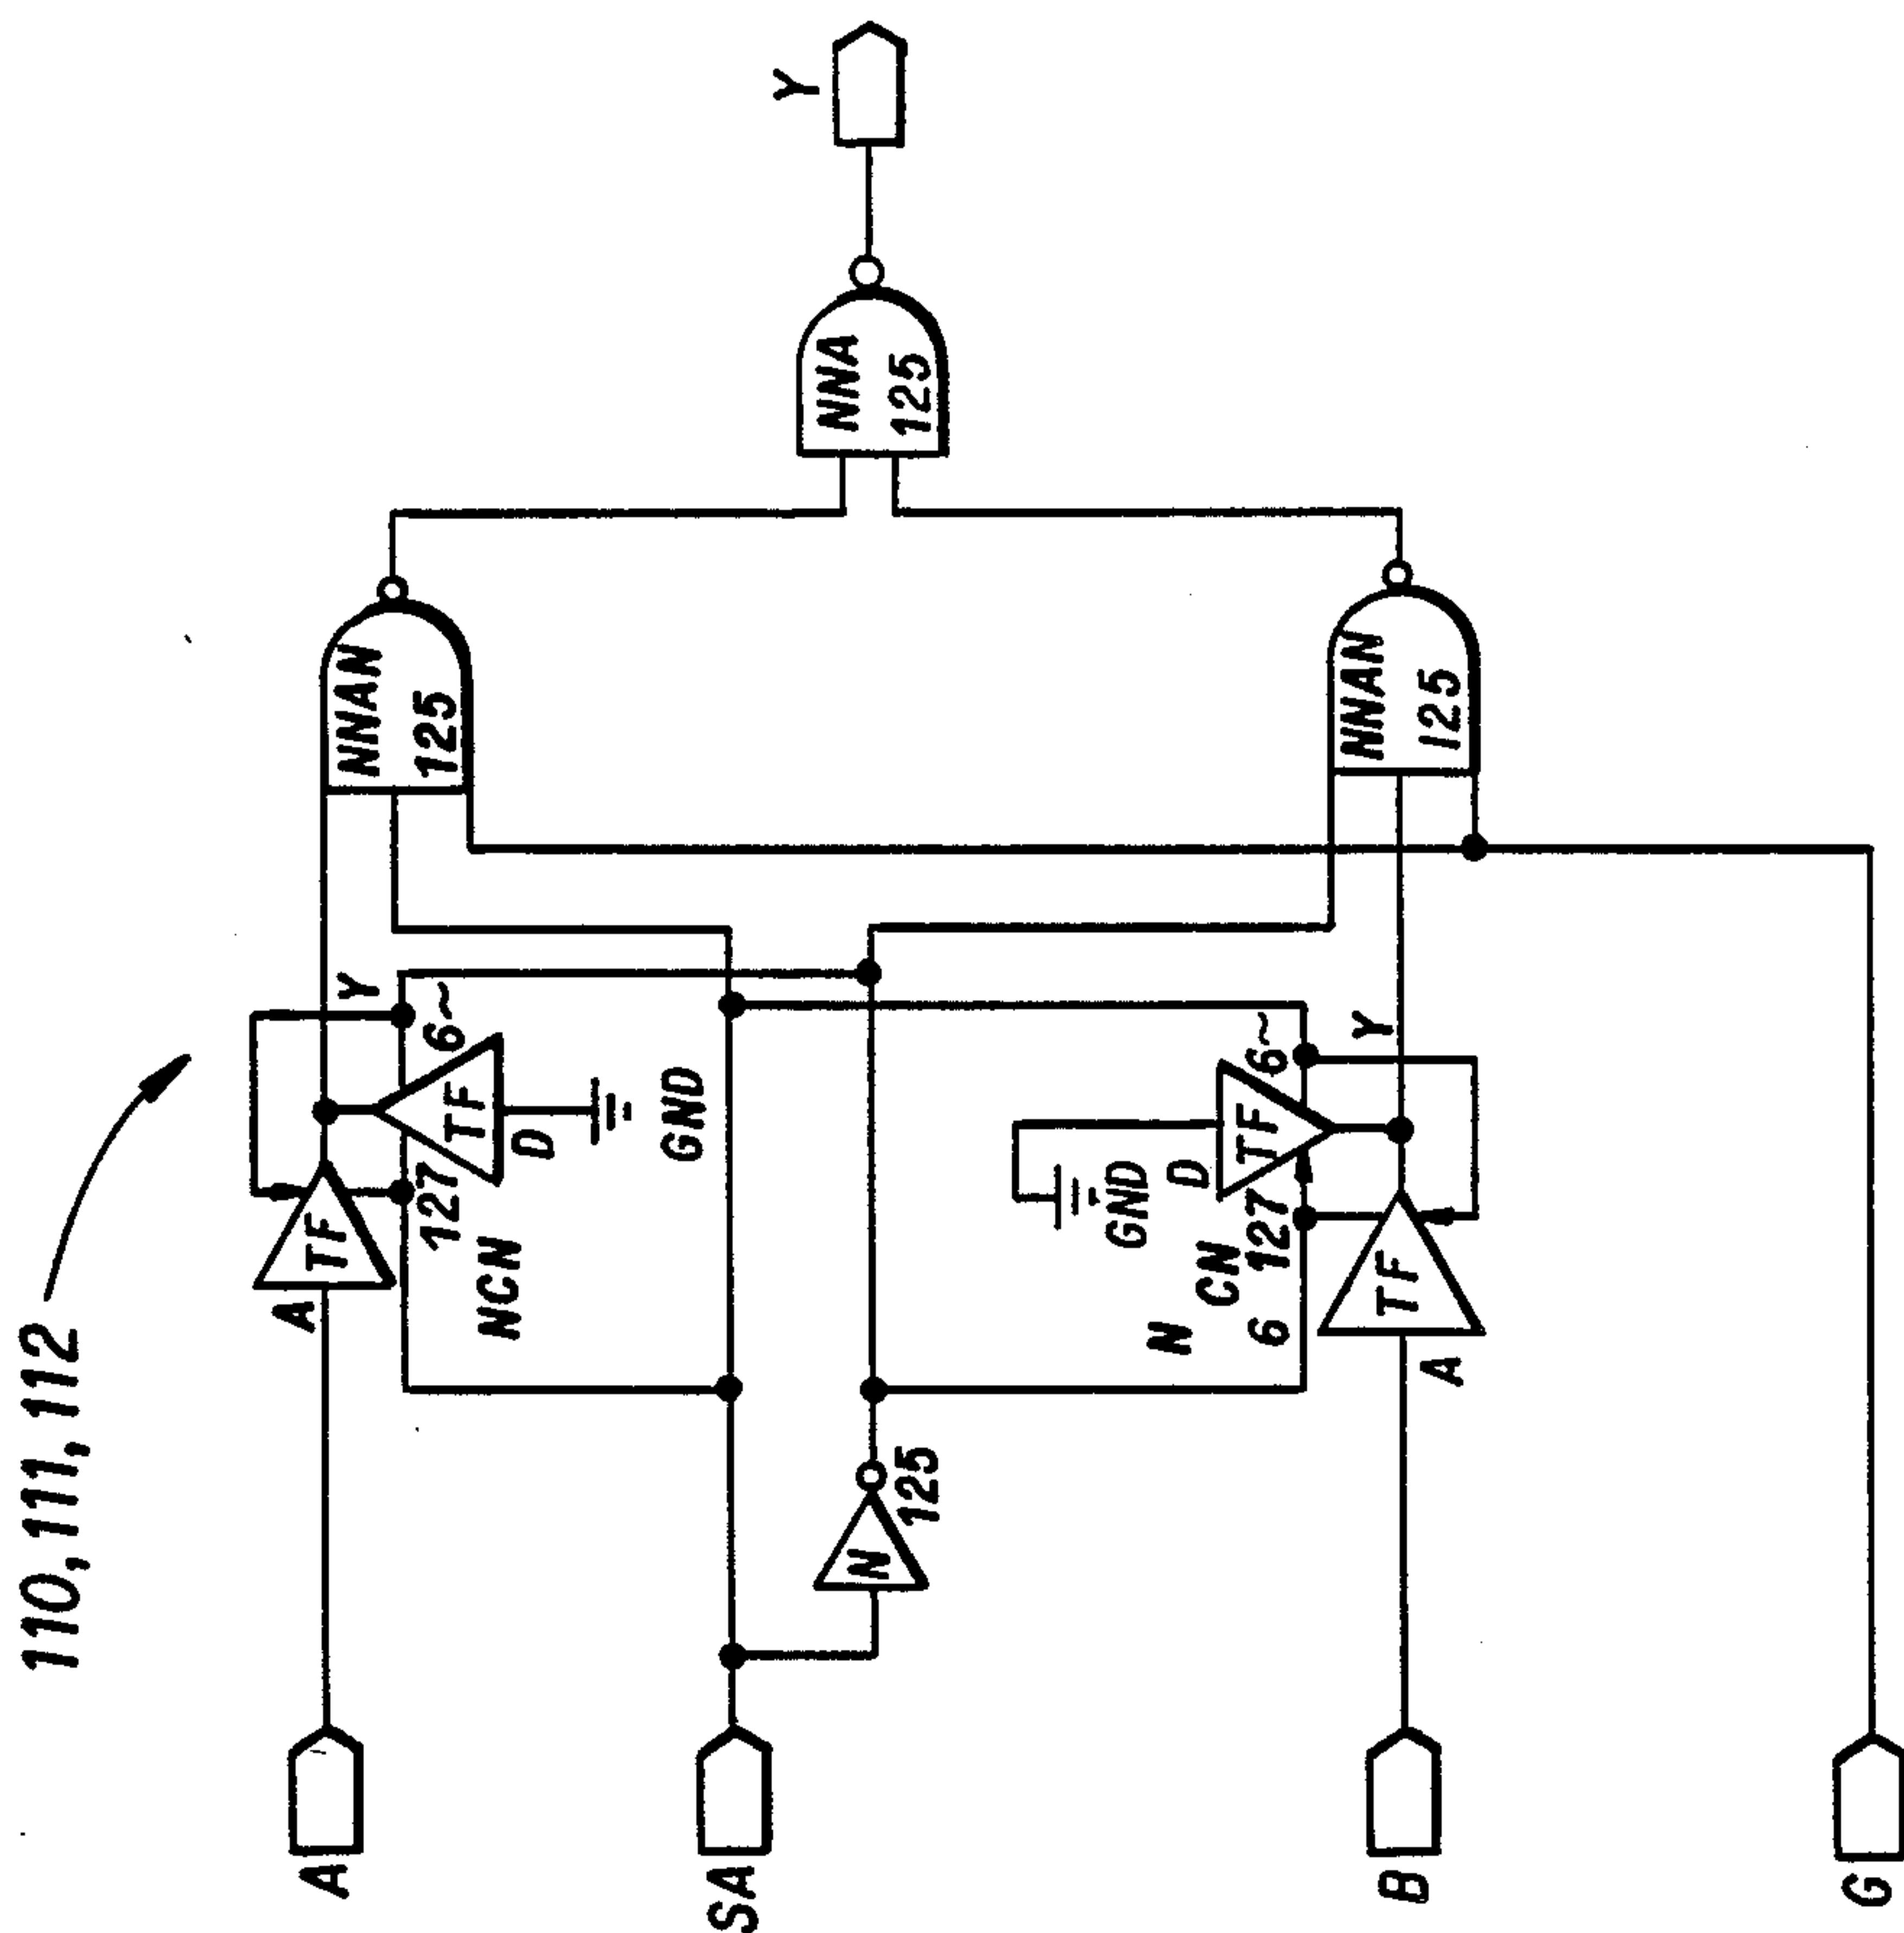 110,111,112
A
A
TF
Y
NNAN
125
127
TF
6~
NCN
D
GND
SA
Y
NNA
125
N
125
GND
D
N
CN
6
127
TF
6~
Y
NNAN
125
TF
A
B
G